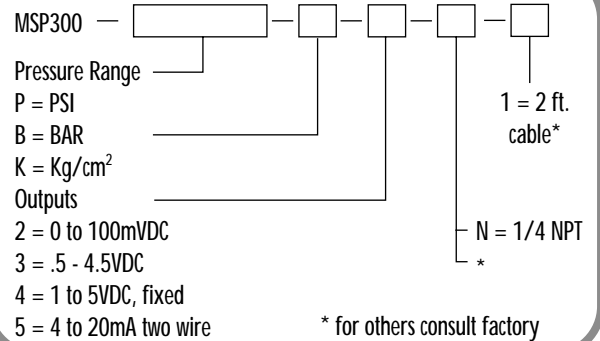 MSP300 — — — —
Pressure Range
P = PSI
B = BAR
K = Kg/cm²
Outputs
2 = 0 to 100mVDC
3 = .5 - 4.5VDC
4 = 1 to 5VDC, fixed
5 = 4 to 20mA two wire
1 = 2 ft.
cable*
N = 1/4 NPT
*
* for others consult factory